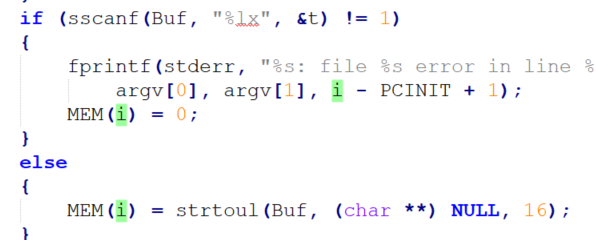 if (sscanf(Buf, "%lx", &t) != 1)
{
fprintf(stderr, "%s: file %s error in line %
argv[0], argv[1], i - PCINIT + 1);
MEM(i) = 0;
}
else
{
MEM(i) = strtoul(Buf, (char **) NULL, 16);
}